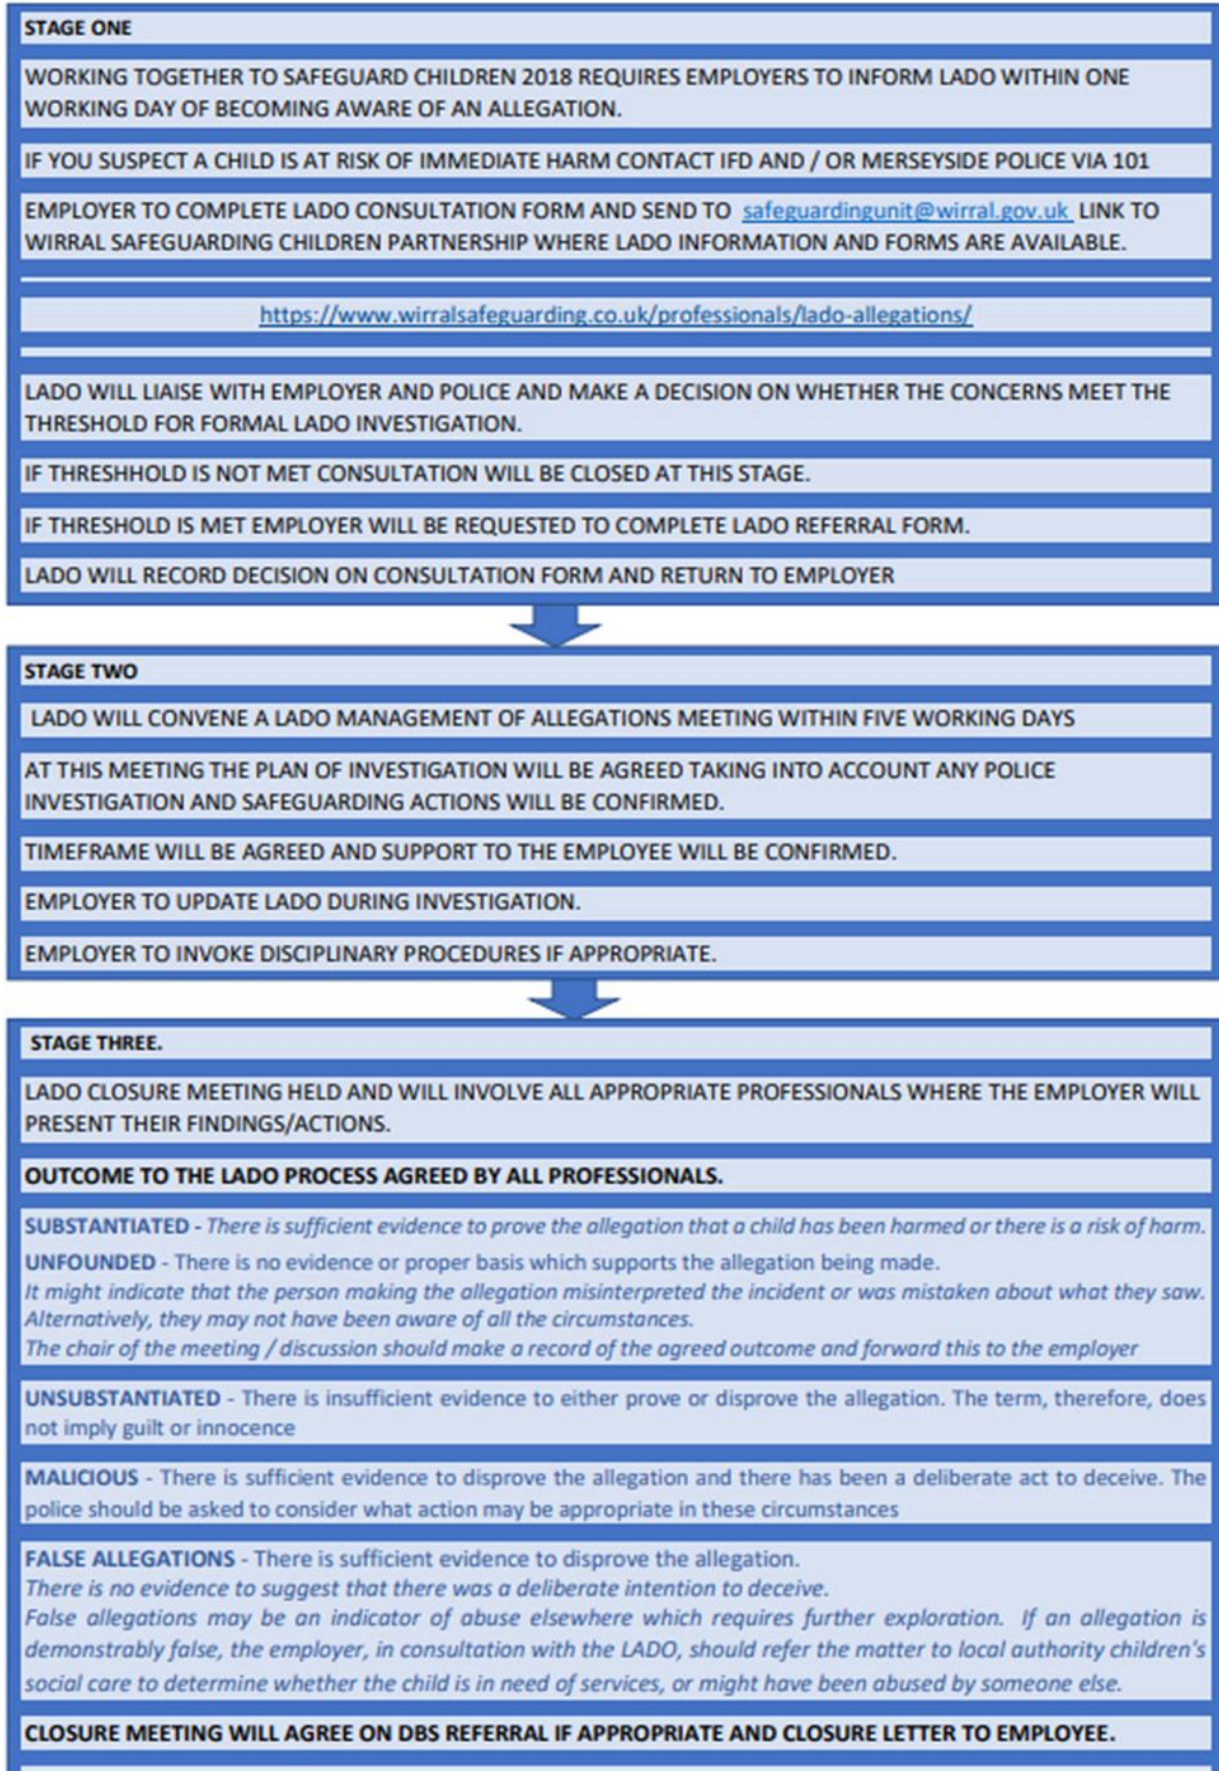 STAGE ONE
WORKING TOGETHER TO SAFEGUARD CHILDREN 2018 REQUIRES EMPLOYERS TO INFORM LADO WITHIN ONE
WORKING DAY OF BECOMING AWARE OF AN ALLEGATION.
IF YOU SUSPECT A CHILD IS AT RISK OF IMMEDIATE HARM CONTACT IFD AND / OR MERSEYSIDE POLICE VIA 101
EMPLOYER TO COMPLETE LADO CONSULTATION FORM AND SEND TO safeguardingunit@wirral.gov.uk LINK TO
WIRRAL SAFEGUARDING CHILDREN PARTNERSHIP WHERE LADO INFORMATION AND FORMS ARE AVAILABLE.
https://www.wirralsafeguarding.co.uk/professionals/lado-allegations/
LADO WILL LIAISE WITH EMPLOYER AND POLICE AND MAKE A DECISION ON WHETHER THE CONCERNS MEET THE
THRESHOLD FOR FORMAL LADO INVESTIGATION.
IF THRESHHOLD IS NOT MET CONSULTATION WILL BE CLOSED AT THIS STAGE.
IF THRESHOLD IS MET EMPLOYER WILL BE REQUESTED TO COMPLETE LADO REFERRAL FORM.
LADO WILL RECORD DECISION ON CONSULTATION FORM AND RETURN TO EMPLOYER
STAGE TWO
LADO WILL CONVENE A LADO MANAGEMENT OF ALLEGATIONS MEETING WITHIN FIVE WORKING DAYS
AT THIS MEETING THE PLAN OF INVESTIGATION WILL BE AGREED TAKING INTO ACCOUNT ANY POLICE
INVESTIGATION AND SAFEGUARDING ACTIONS WILL BE CONFIRMED.
TIMEFRAME WILL BE AGREED AND SUPPORT TO THE EMPLOYEE WILL BE CONFIRMED.
EMPLOYER TO UPDATE LADO DURING INVESTIGATION.
EMPLOYER TO INVOKE DISCIPLINARY PROCEDURES IF APPROPRIATE.
STAGE THREE.
LADO CLOSURE MEETING HELD AND WILL INVOLVE ALL APPROPRIATE PROFESSIONALS WHERE THE EMPLOYER WILL
PRESENT THEIR FINDINGS/ACTIONS.
OUTCOME TO THE LADO PROCESS AGREED BY ALL PROFESSIONALS.
SUBSTANTIATED - There is sufficient evidence to prove the allegation that a child has been harmed or there is a risk of harm.
UNFOUNDED - There is no evidence or proper basis which supports the allegation being made.
It might indicate that the person making the allegation misinterpreted the incident or was mistaken about what they saw.
Alternatively, they may not have been aware of all the circumstances.
The chair of the meeting / discussion should make a record of the agreed outcome and forward this to the employer
UNSUBSTANTIATED - There is insufficient evidence to either prove or disprove the allegation. The term, therefore, does
not imply guilt or innocence
MALICIOUS - There is sufficient evidence to disprove the allegation and there has been a deliberate act to deceive. The
police should be asked to consider what action may be appropriate in these circumstances
FALSE ALLEGATIONS - There is sufficient evidence to disprove the allegation.
There is no evidence to suggest that there was a deliberate intention to deceive.
False allegations may be an indicator of abuse elsewhere which requires further exploration. If an allegation is
demonstrably false, the employer, in consultation with the LADO, should refer the matter to local authority children's
social care to determine whether the child is in need of services, or might have been abused by someone else.
CLOSURE MEETING WILL AGREE ON DBS REFERRAL IF APPROPRIATE AND CLOSURE LETTER TO EMPLOYEE.